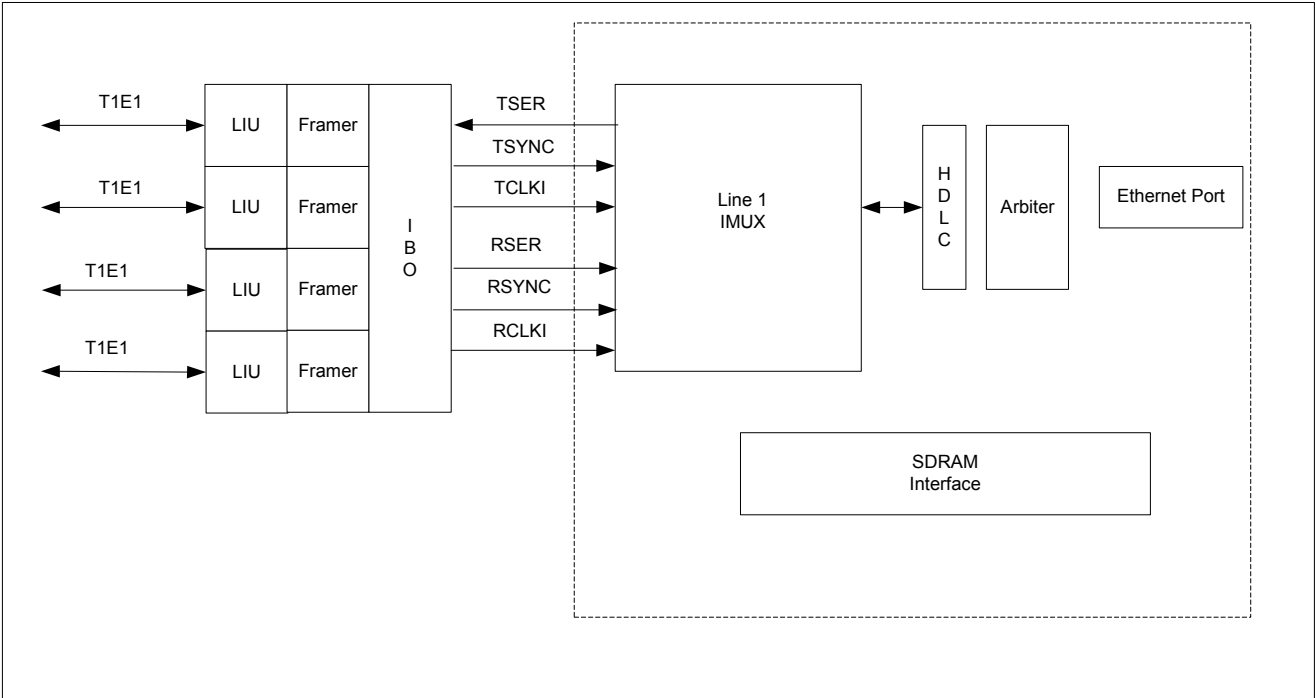 T1E1
LIU
Framer
T1E1
LIU
Framer
T1E1
LIU
Framer
T1E1
LIU
Framer
I
B
O
TSER
TSYNC
TCLKI
RSER
RSYNC
RCLKI
Line 1
IMUX
H
D
L
C
Arbiter
Ethernet Port
SDRAM
Interface